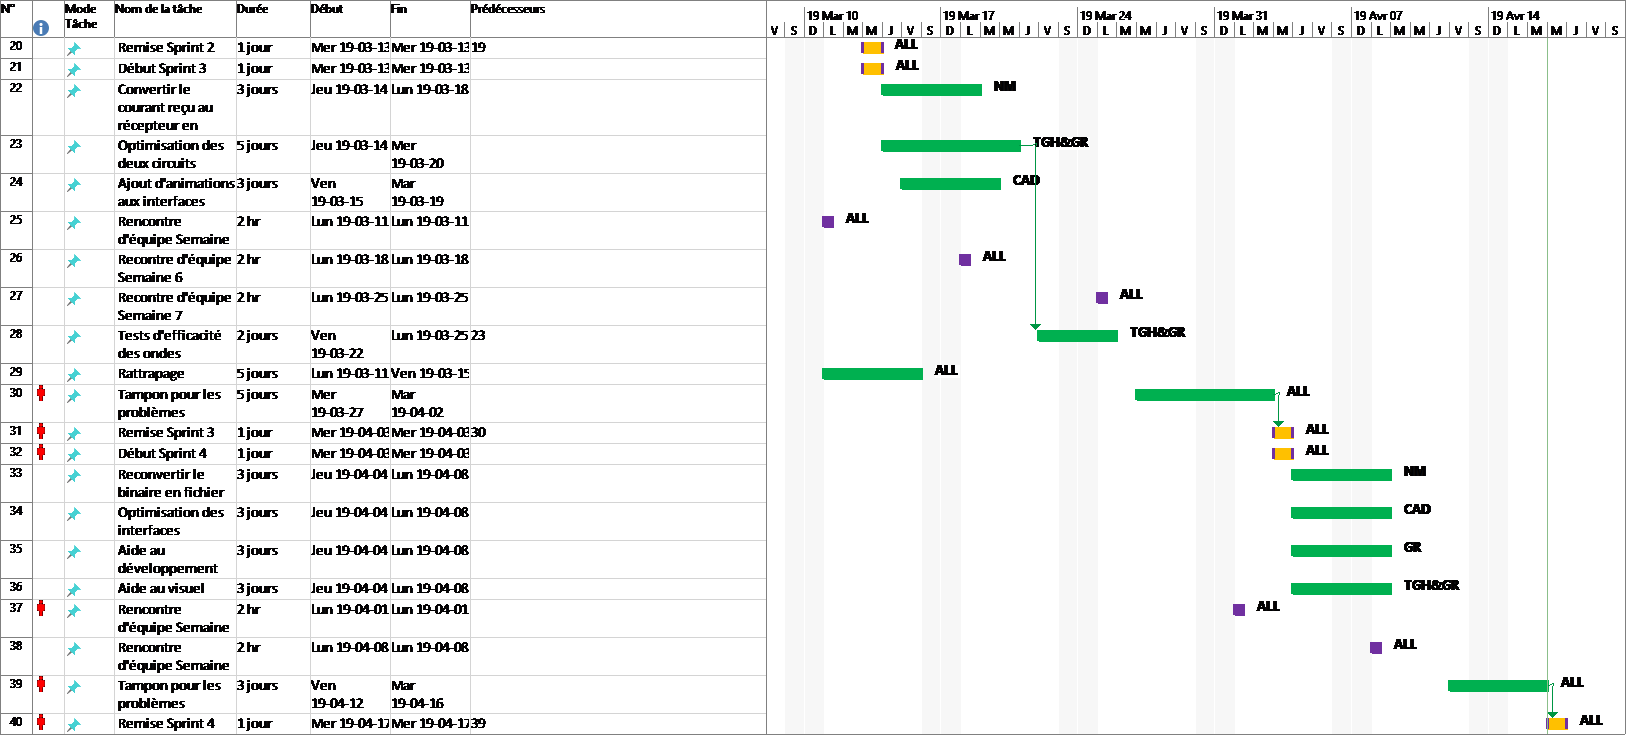 N° Mode Nom de la tâche Durée Début Fin Prédécesseurs
Tâche
19 Mar 10 19 Mar 17 19 Mar 24 19 Mar 31 19 Avr 07 19 Avr 14
V S D L M M J V S D L M M J V S D L M M J V S D L M M J V S D L M M J V S D L M M J V S
20 Remise Sprint 2 1 jour Mer 19-03-13 Mer 19-03-13 19 ALL
21 Début Sprint 3 1 jour Mer 19-03-13 Mer 19-03-13 ALL
22 Convertir le 3 jours Jeu 19-03-14 Lun 19-03-18 NM
courant reçu au
récepteur en
23 Optimisation des 5 jours Jeu 19-03-14 Mer TGH&GR
deux circuits 19-03-20
24 Ajout d'animations 3 jours Ven Mar CAD
aux interfaces 19-03-15 19-03-19
25 Rencontre 2 hr Lun 19-03-11 Lun 19-03-11 ALL
d'équipe Semaine
26 Recontre d'équipe 2 hr Lun 19-03-18 Lun 19-03-18 ALL
Semaine 6
27 Recontre d'équipe 2 hr Lun 19-03-25 Lun 19-03-25 ALL
Semaine 7
28 Tests d'efficacité 2 jours Ven Lun 19-03-25 23 TGH&GR
des ondes 19-03-22
29 Rattrapage 5 jours Lun 19-03-11 Ven 19-03-15 ALL
30 Tampon pour les 5 jours Mer Mar ALL
problèmes 19-03-27 19-04-02
31 Remise Sprint 3 1 jour Mer 19-04-03 Mer 19-04-03 30 ALL
32 Début Sprint 4 1 jour Mer 19-04-03 Mer 19-04-03 ALL
33 Reconvertir le 3 jours Jeu 19-04-04 Lun 19-04-08 NM
binaire en fichier
34 Optimisation des 3 jours Jeu 19-04-04 Lun 19-04-08 CAD
interfaces
35 Aide au 3 jours Jeu 19-04-04 Lun 19-04-08 GR
développement
36 Aide au visuel 3 jours Jeu 19-04-04 Lun 19-04-08 TGH&GR
37 Rencontre 2 hr Lun 19-04-01 Lun 19-04-01 ALL
d'équipe Semaine
38 Rencontre 2 hr Lun 19-04-08 Lun 19-04-08 ALL
d'équipe Semaine
39 Tampon pour les 3 jours Ven Mar ALL
problèmes 19-04-12 19-04-16
40 Remise Sprint 4 1 jour Mer 19-04-17 Mer 19-04-17 39 ALL